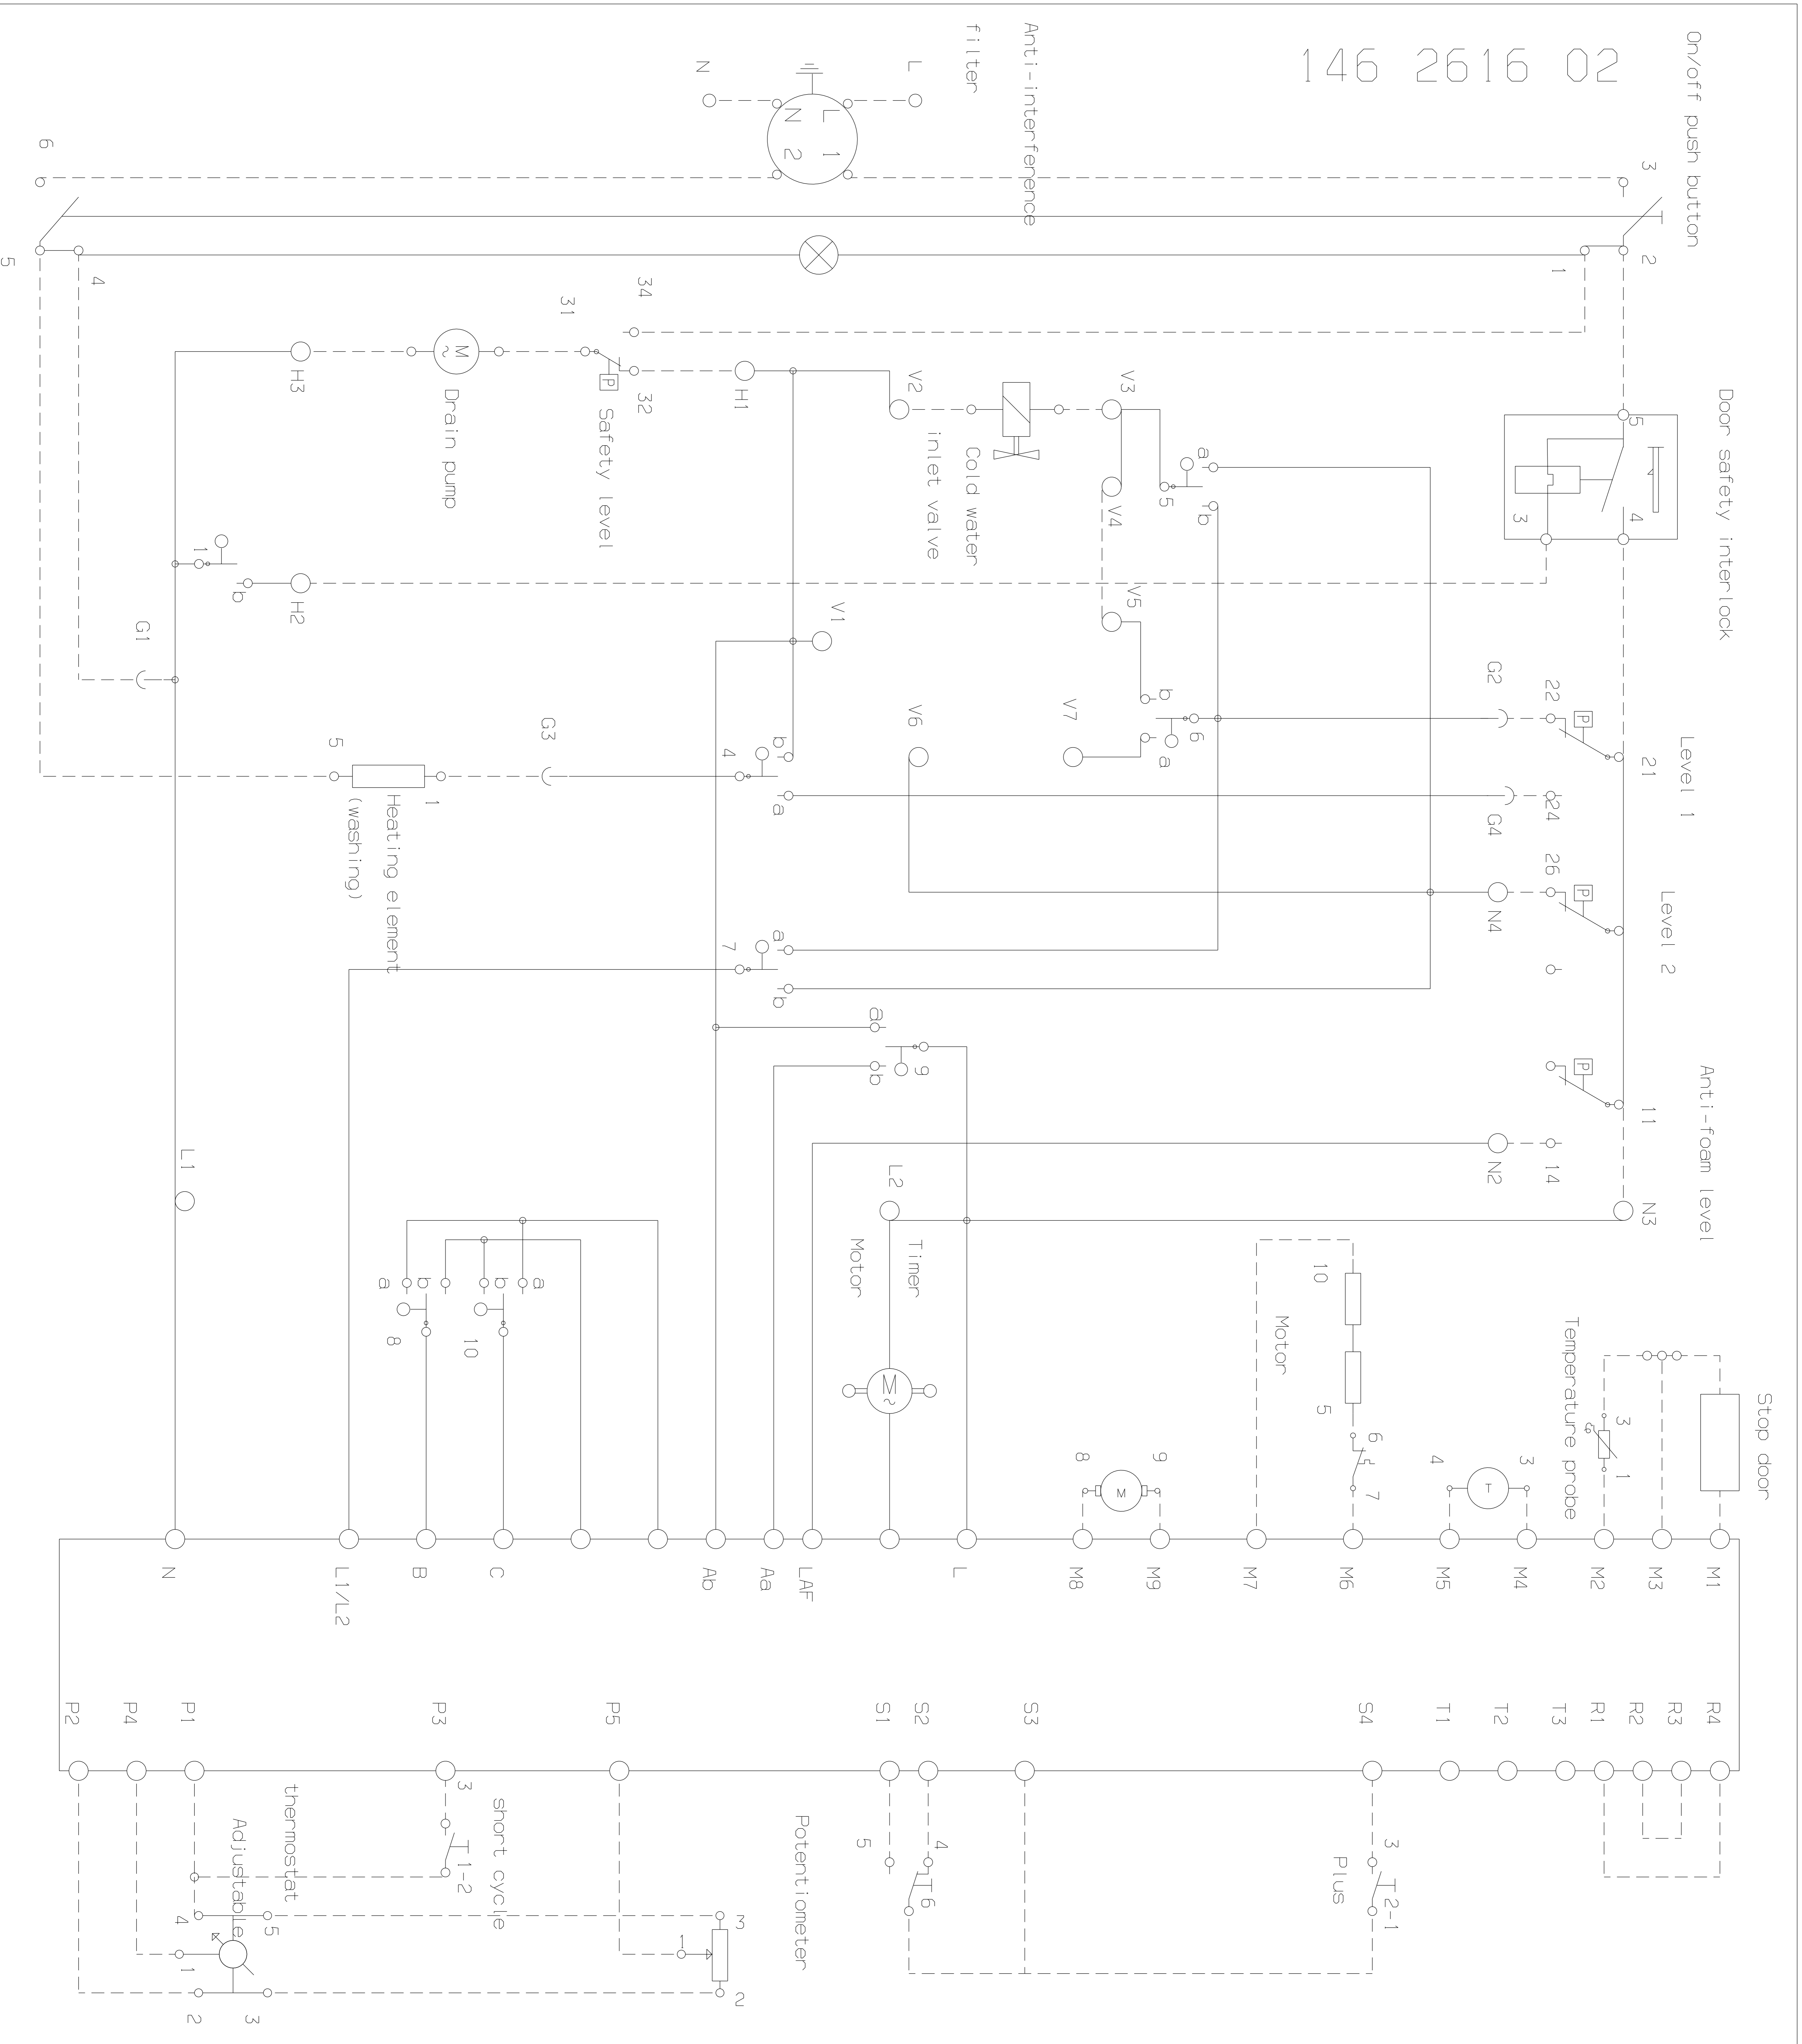 146 2616 02
On/off push button
3
2
1
Anti-interference
filter
L
N
L 1
N 2
6
5
4
Door safety interlock
5
4
3
34
31
32
P
Safety level
M
~
Drain pump
H3
H1
H2
1
b
V2
V3
Cold water
inlet valve
V4
a
5
b
V5
V1
b
6
a
V7
V6
G1
G2
G3
G4
5
1
Heating element
(washing)
b
4
a
22
P
21
Level 1
24
26
P
Level 2
N4
a
7
b
a
9
b
P
11
Anti-foam level
14
N2
N3
L1
L2
Timer
Motor
M
~
a
b
8
b
a
10
10
5
Motor
6
7
8
9
M
4
3
T
Temperature probe
3
1
Stop door
N
L1/L2
B
C
Ab
Aa
LAF
L
M8
M9
M7
M6
M5
M4
M2
M3
M1
P2
P4
P1
P3
P5
S1
S2
S3
S4
T1
T2
T3
R1
R2
R3
R4
3
1-2
short cycle
Adjustable
thermostat
4
5
1
2
3
Potentiometer
3
1
2
5
4
6
3
2-1
Plus